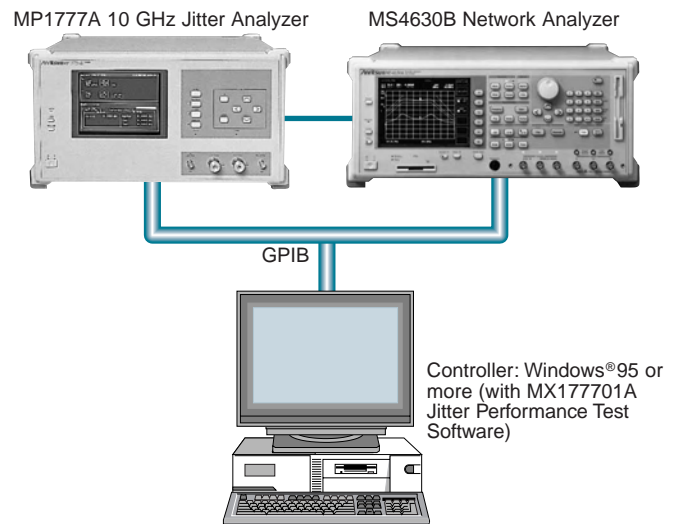 MP1777A 10 GHz Jitter Analyzer
MS4630B Network Analyzer
GPIB
Controller: Windows®95 or
more (with MX177701A
Jitter Performance Test
Software)